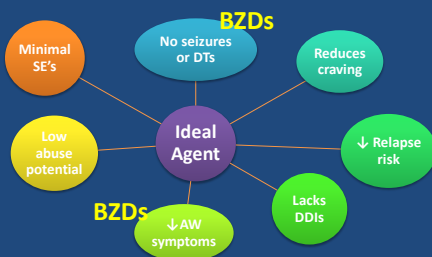 BZDs
No seizures
or DTs
Minimal
SE's
Reduces
craving
Ideal
Agent
Low
abuse
potential
↓ Relapse
risk
Lacks
DDIs
BZDs
↓AW
symptoms